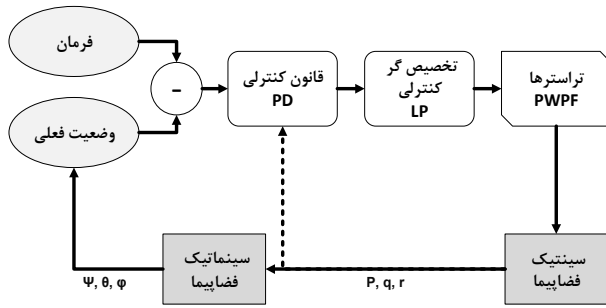 فرمان
وضعیت فعلی
–
قانون کنترلی
PD
تخصیص گر
کنترلی
LP
تراسترها
PWPF
سینتیک
فضاپیما
P, q, r
سینماتیک
فضاپیما
Ψ, θ, φ